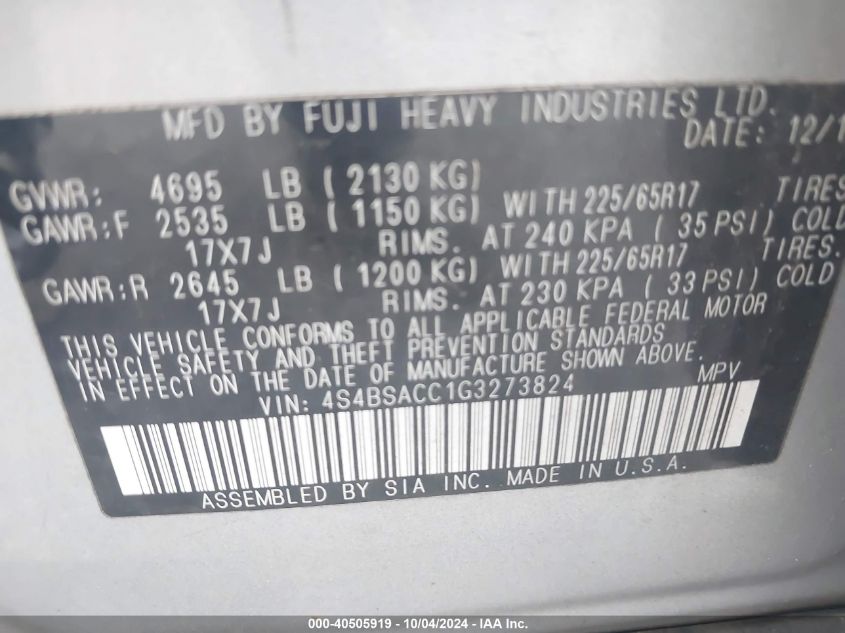 MFD BY FUJI HEAVY INDUSTRIES LTD.
DATE: 12/1
GVWR: 4695 LB ( 2130 KG)
GAWR:F 2535 LB ( 1150 KG) WITH 225/65R17 TIRES
17X7J RIMS. AT 240 KPA ( 35 PSI) COLD
GAWR:R 2645 LB ( 1200 KG) WITH 225/65R17 TIRES.
17X7J RIMS. AT 230 KPA ( 33 PSI) COLD
THIS VEHICLE CONFORMS TO ALL APPLICABLE FEDERAL MOTOR
VEHICLE SAFETY AND THEFT PREVENTION STANDARDS
IN EFFECT ON THE DATE OF MANUFACTURE SHOWN ABOVE.
VIN: 4S4BSACC1G3273824 MPV
ASSEMBLED BY SIA INC. MADE IN U.S.A.
000-40505919 - 10/04/2024 - IAA Inc.